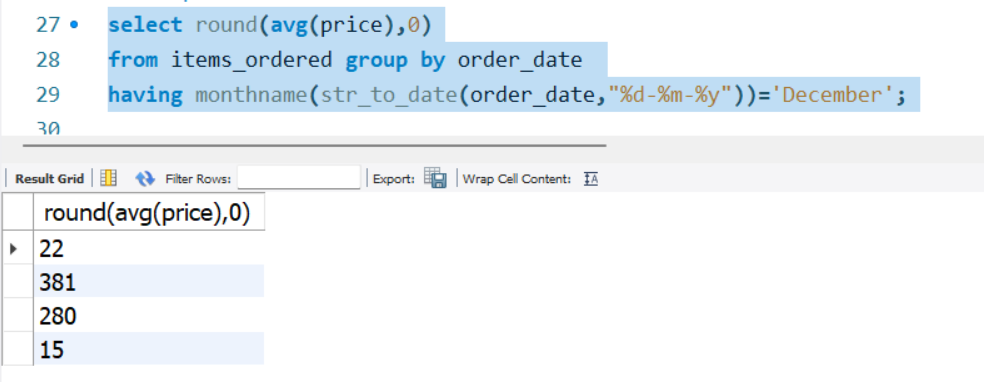 27 select round(avg(price),0)
28 from items_ordered group by order_date
29 having monthname(str_to_date(order_date,"%d-%m-%y"))='December';
30
Result Grid Filter Rows: Export: Wrap Cell Content: IA
round(avg(price),0)
22
381
280
15